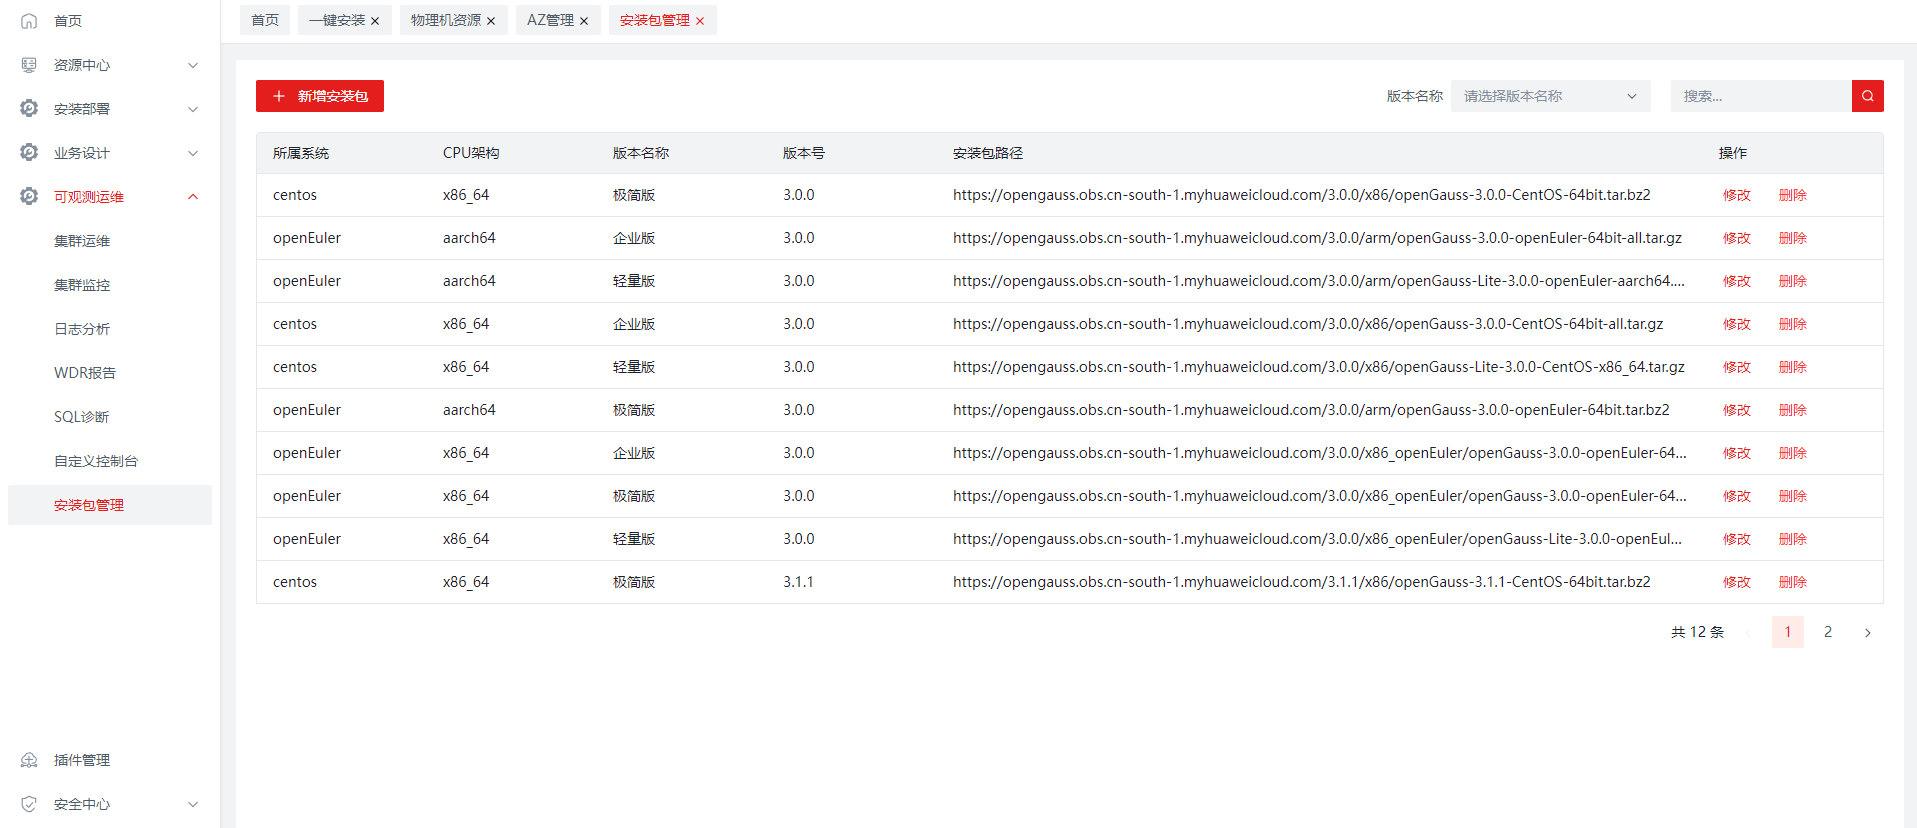 首页
资源中心
安装部署
业务设计
可观测运维
集群运维
集群监控
日志分析
WDR报告
SQL诊断
自定义控制台
安装包管理
插件管理
安全中心
首页 一键安装 物理机资源 AZ管理 安装包管理
新增安装包 版本名称 请选择版本名称 搜索...
所属系统 CPU架构 版本名称 版本号 安装包路径 操作
centos x86_64 极简版 3.0.0 https://opengauss.obs.cn-south-1.myhuaweicloud.com/3.0.0/x86/openGauss-3.0.0-CentOS-64bit.tar.bz2 修改 删除
openEuler aarch64 企业版 3.0.0 https://opengauss.obs.cn-south-1.myhuaweicloud.com/3.0.0/arm/openGauss-3.0.0-openEuler-64bit-all.tar.gz 修改 删除
openEuler aarch64 轻量版 3.0.0 https://opengauss.obs.cn-south-1.myhuaweicloud.com/3.0.0/arm/openGauss-Lite-3.0.0-openEuler-aarch64.... 修改 删除
centos x86_64 企业版 3.0.0 https://opengauss.obs.cn-south-1.myhuaweicloud.com/3.0.0/x86/openGauss-3.0.0-CentOS-64bit-all.tar.gz 修改 删除
centos x86_64 轻量版 3.0.0 https://opengauss.obs.cn-south-1.myhuaweicloud.com/3.0.0/x86/openGauss-Lite-3.0.0-CentOS-x86_64.tar.gz 修改 删除
openEuler aarch64 极简版 3.0.0 https://opengauss.obs.cn-south-1.myhuaweicloud.com/3.0.0/arm/openGauss-3.0.0-openEuler-64bit.tar.bz2 修改 删除
openEuler x86_64 企业版 3.0.0 https://opengauss.obs.cn-south-1.myhuaweicloud.com/3.0.0/x86_openEuler/openGauss-3.0.0-openEuler-64... 修改 删除
openEuler x86_64 极简版 3.0.0 https://opengauss.obs.cn-south-1.myhuaweicloud.com/3.0.0/x86_openEuler/openGauss-3.0.0-openEuler-64... 修改 删除
openEuler x86_64 轻量版 3.0.0 https://opengauss.obs.cn-south-1.myhuaweicloud.com/3.0.0/x86_openEuler/openGauss-Lite-3.0.0-openEul... 修改 删除
centos x86_64 极简版 3.1.1 https://opengauss.obs.cn-south-1.myhuaweicloud.com/3.1.1/x86/openGauss-3.1.1-CentOS-64bit.tar.bz2 修改 删除
共 12 条 1 2